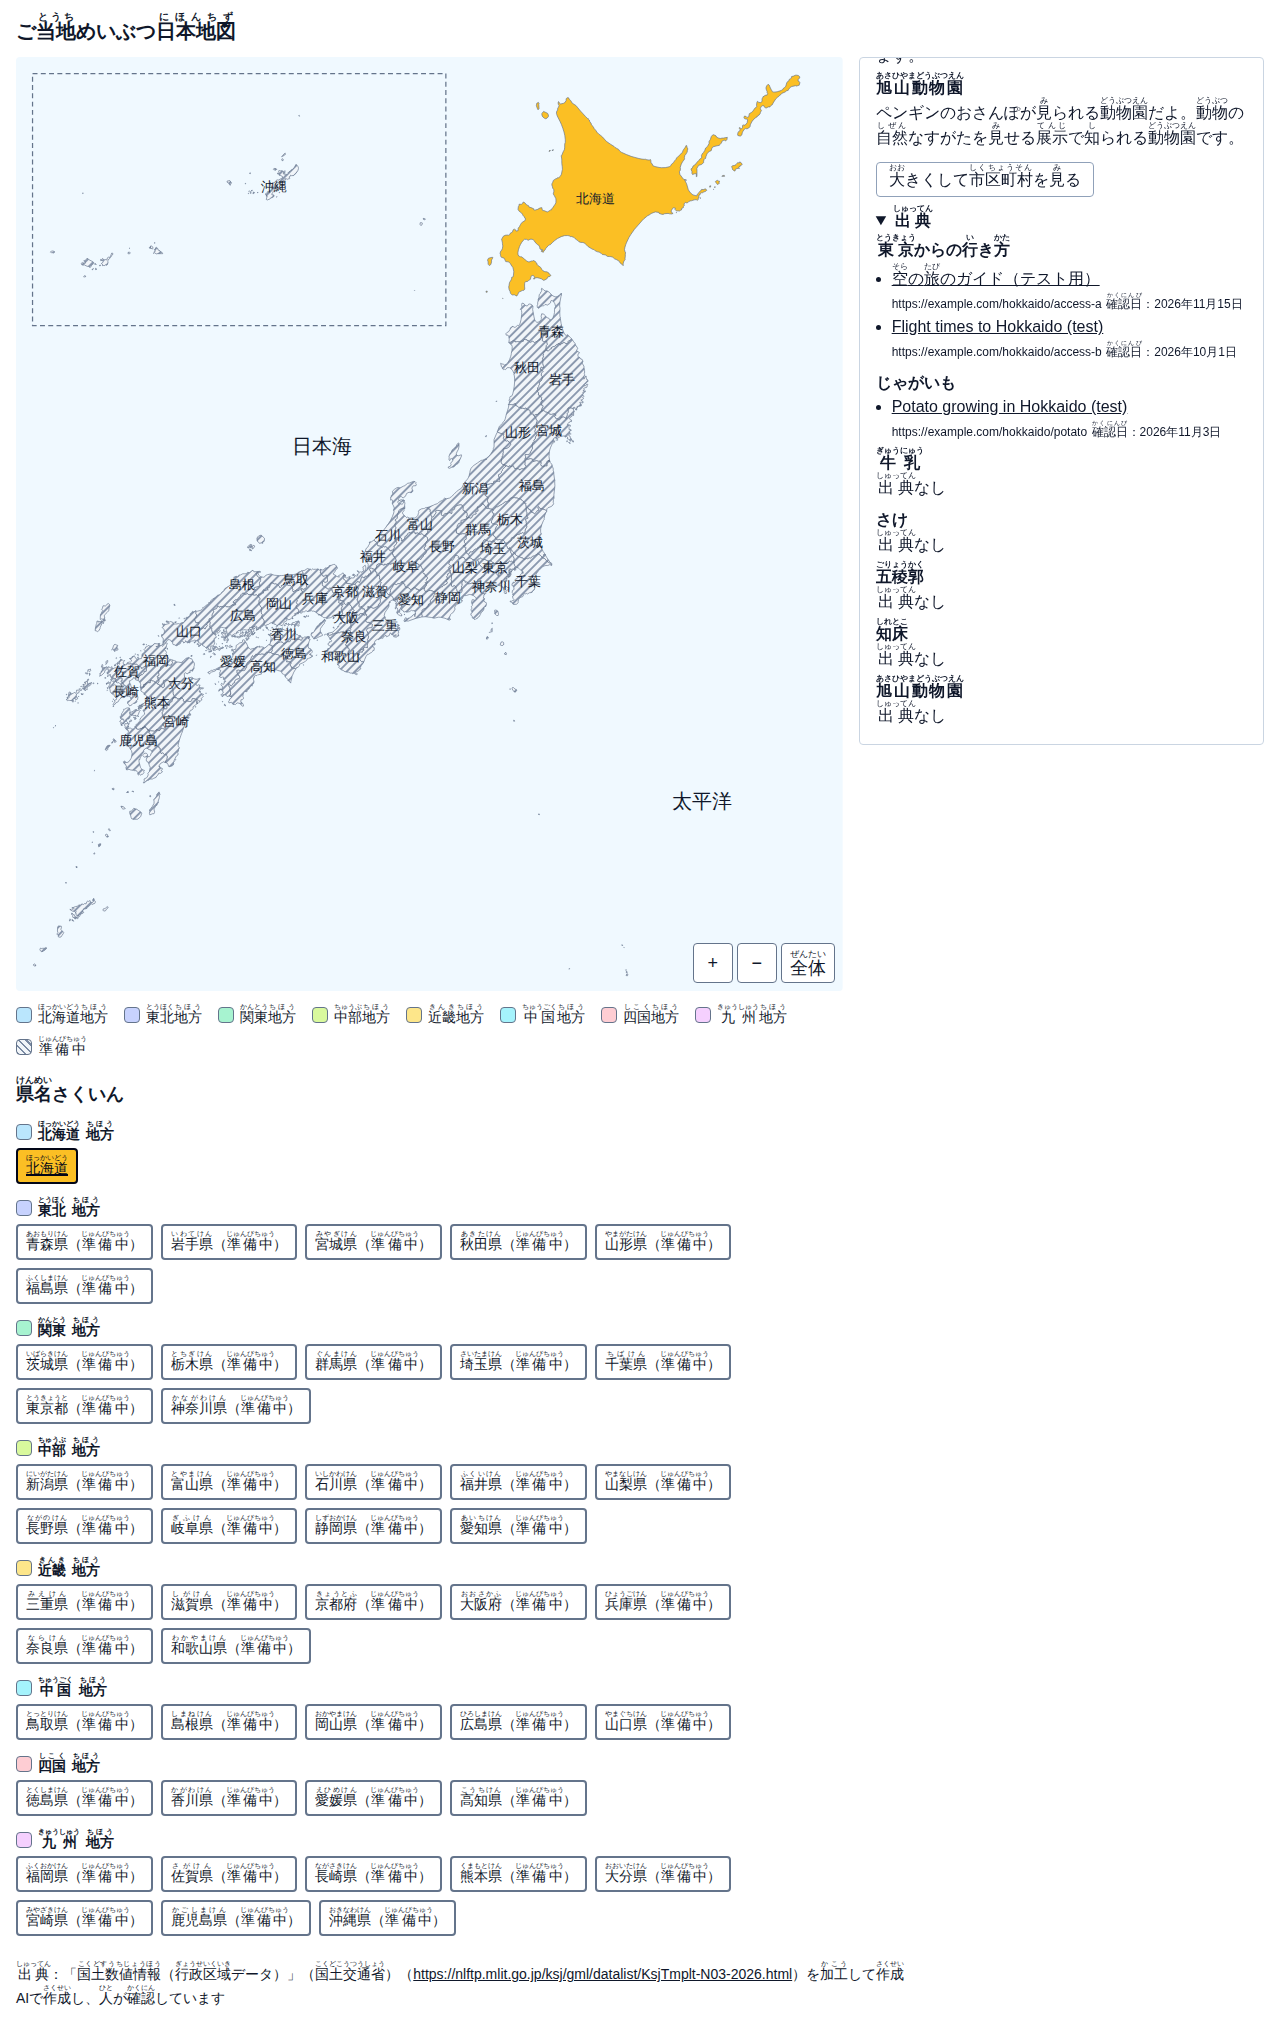 ご当地めいぶつ日本地図
沖縄
北海道
青森
秋田
岩手
山形
宮城
日本海
新潟
福島
富山
石川
群馬
栃木
福井
長野
埼玉
茨城
岐阜
山梨
東京
神奈川
千葉
島根
鳥取
岡山
兵庫
京都
滋賀
愛知
静岡
広島
大阪
三重
山口
香川
奈良
福岡
愛媛
高知
徳島
和歌山
佐賀
長崎
大分
熊本
宮崎
鹿児島
太平洋
+
−
全体
ます。
旭山動物園
ペンギンのおさんぽが見られる動物園だよ。動物の
自然なすがたを見せる展示で知られる動物園です。
大きくして市区町村を見る
▼ 出典
東京からの行き方
空の旅のガイド（テスト用）
https://example.com/hokkaido/access-a 確認日：2026年11月15日
Flight times to Hokkaido (test)
https://example.com/hokkaido/access-b 確認日：2026年10月1日
じゃがいも
Potato growing in Hokkaido (test)
https://example.com/hokkaido/potato 確認日：2026年11月3日
牛乳
出典なし
さけ
出典なし
五稜郭
出典なし
知床
出典なし
旭山動物園
出典なし
北海道地方 東北地方 関東地方 中部地方 近畿地方 中国地方 四国地方 九州地方
準備中
県名さくいん
北海道 地方
北海道
東北 地方
青森県（準備中） 岩手県（準備中） 宮城県（準備中） 秋田県（準備中） 山形県（準備中）
福島県（準備中）
関東 地方
茨城県（準備中） 栃木県（準備中） 群馬県（準備中） 埼玉県（準備中） 千葉県（準備中）
東京都（準備中） 神奈川県（準備中）
中部 地方
新潟県（準備中） 富山県（準備中） 石川県（準備中） 福井県（準備中） 山梨県（準備中）
長野県（準備中） 岐阜県（準備中） 静岡県（準備中） 愛知県（準備中）
近畿 地方
三重県（準備中） 滋賀県（準備中） 京都府（準備中） 大阪府（準備中） 兵庫県（準備中）
奈良県（準備中） 和歌山県（準備中）
中国 地方
鳥取県（準備中） 島根県（準備中） 岡山県（準備中） 広島県（準備中） 山口県（準備中）
四国 地方
徳島県（準備中） 香川県（準備中） 愛媛県（準備中） 高知県（準備中）
九州 地方
福岡県（準備中） 佐賀県（準備中） 長崎県（準備中） 熊本県（準備中） 大分県（準備中）
宮崎県（準備中） 鹿児島県（準備中） 沖縄県（準備中）
出典：「国土数値情報（行政区域データ）」（国土交通省）（https://nlftp.mlit.go.jp/ksj/gml/datalist/KsjTmplt-N03-2026.html）を加工して作成
AIで作成し、人が確認しています